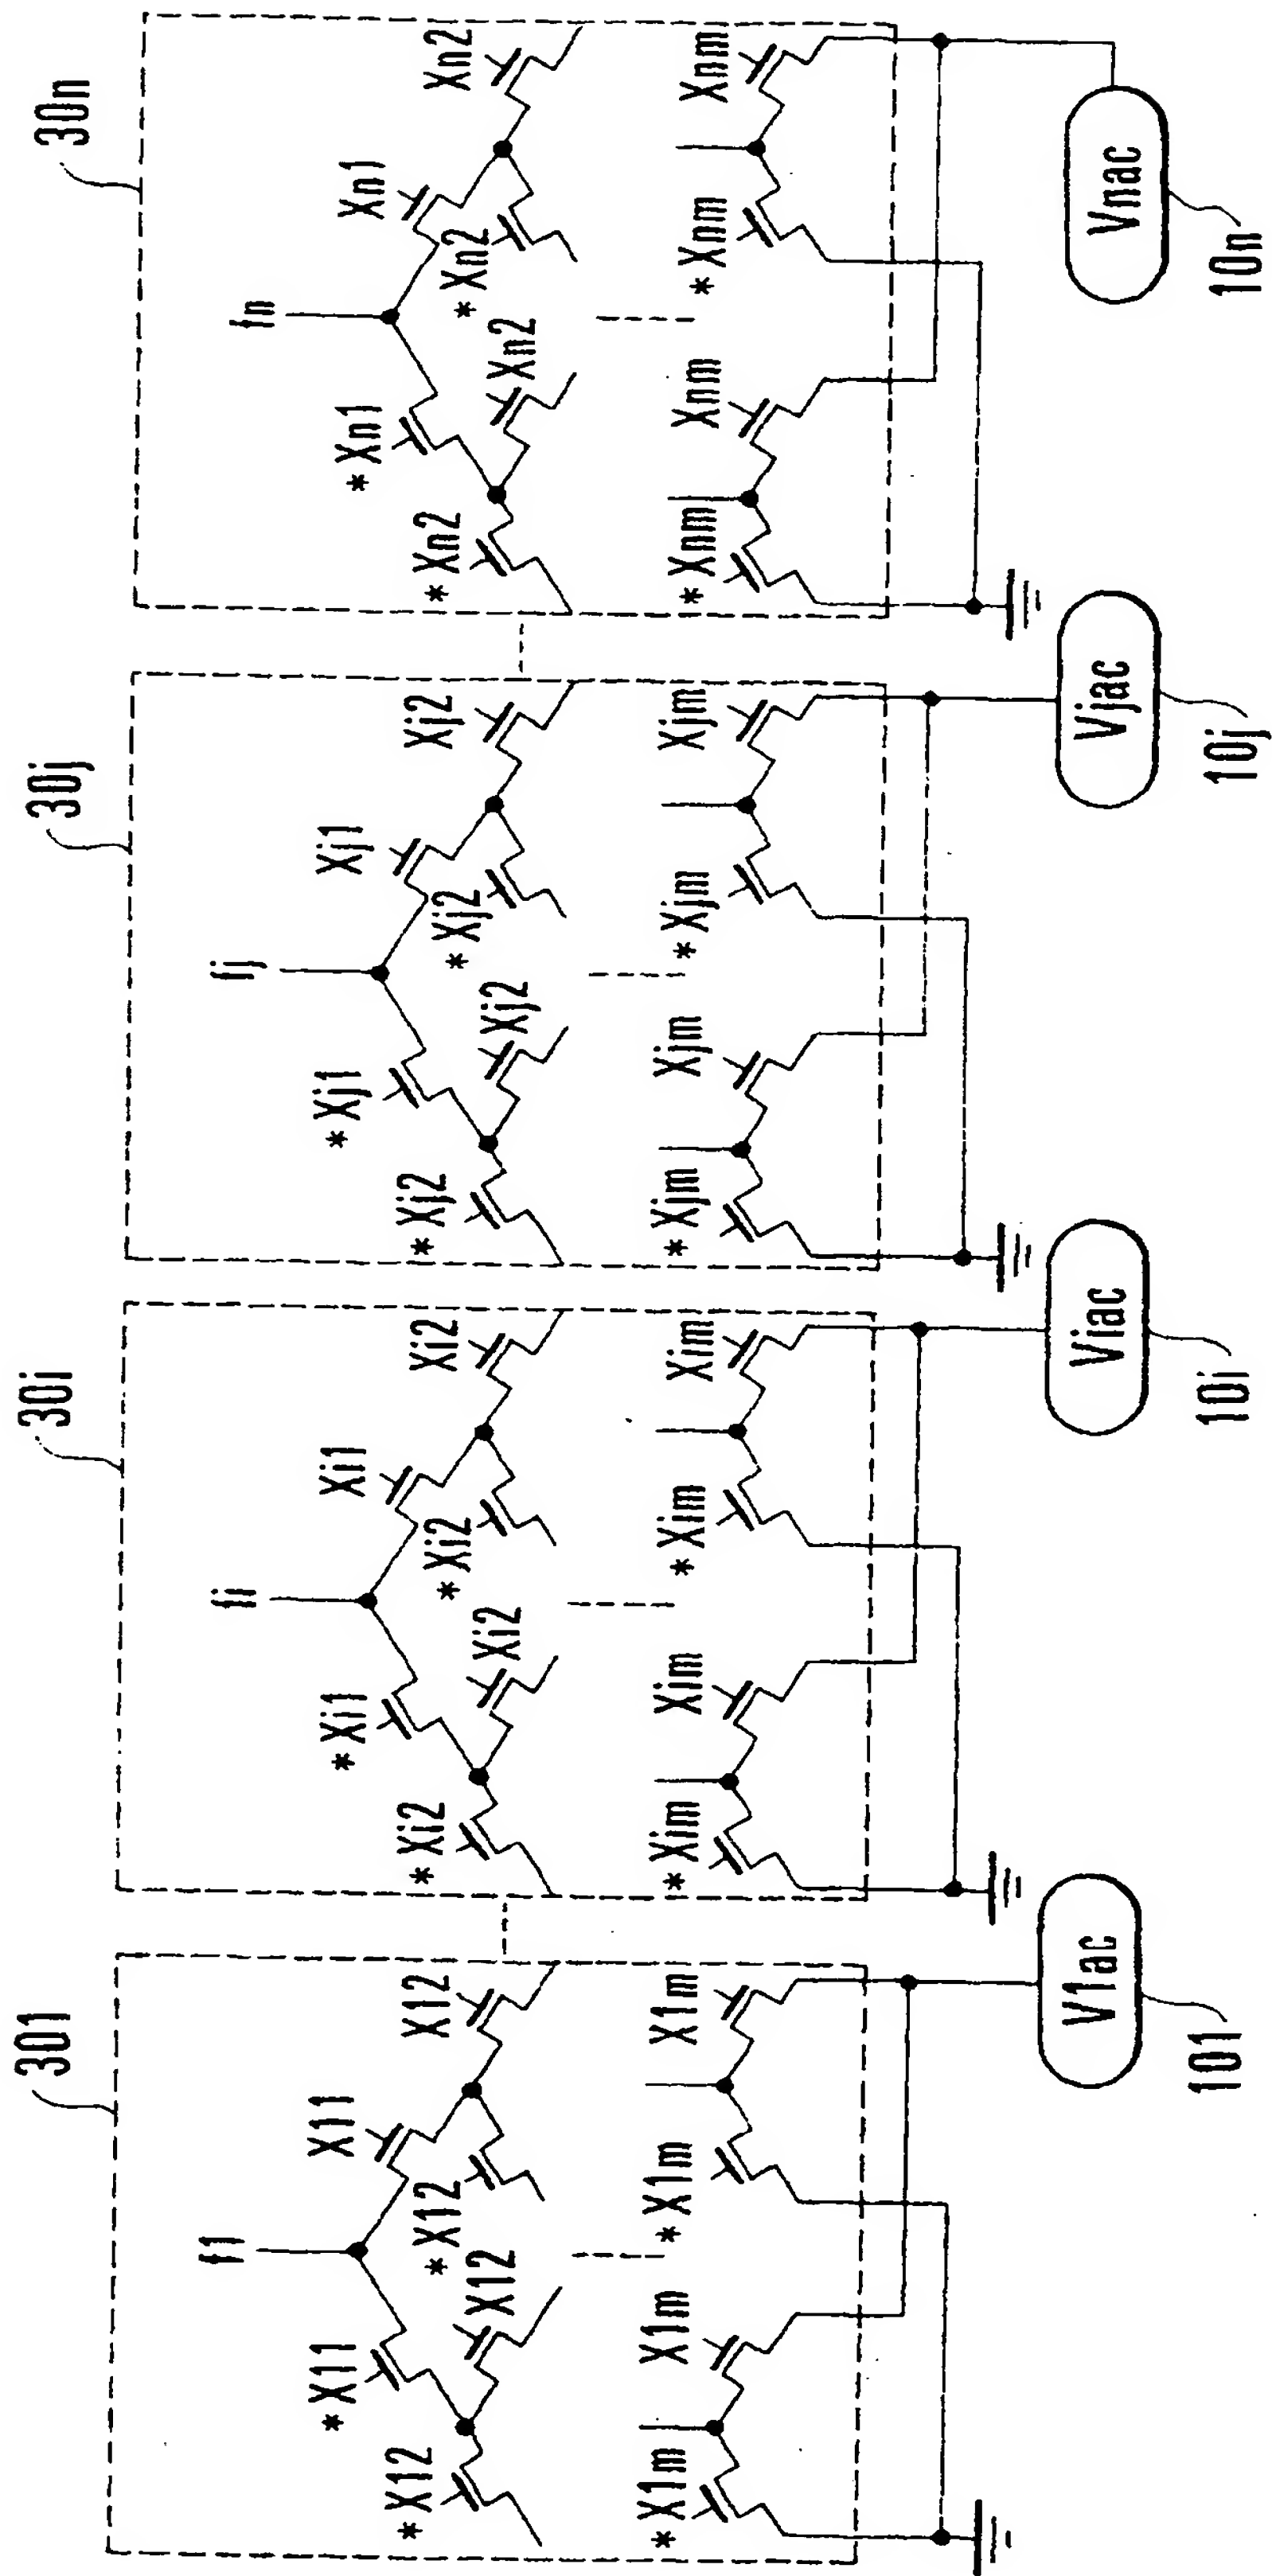 301
f1
*X11
X11
*X12
X12
*X12
X12
*X1m
X1m
*X1m
X1m
V1ac
101
30i
fi
*Xi1
Xi1
*Xi2
Xi2
*Xi2
Xi2
*Xim
Xim
*Xim
Xim
Viac
10i
30j
fj
*Xj1
Xj1
*Xj2
Xj2
*Xj2
Xj2
*Xjm
Xjm
*Xjm
Xjm
Vjac
10j
30n
fn
*Xn1
Xn1
*Xn2
Xn2
*Xn2
Xn2
*Xnm
Xnm
*Xnm
Xnm
Vnac
10n